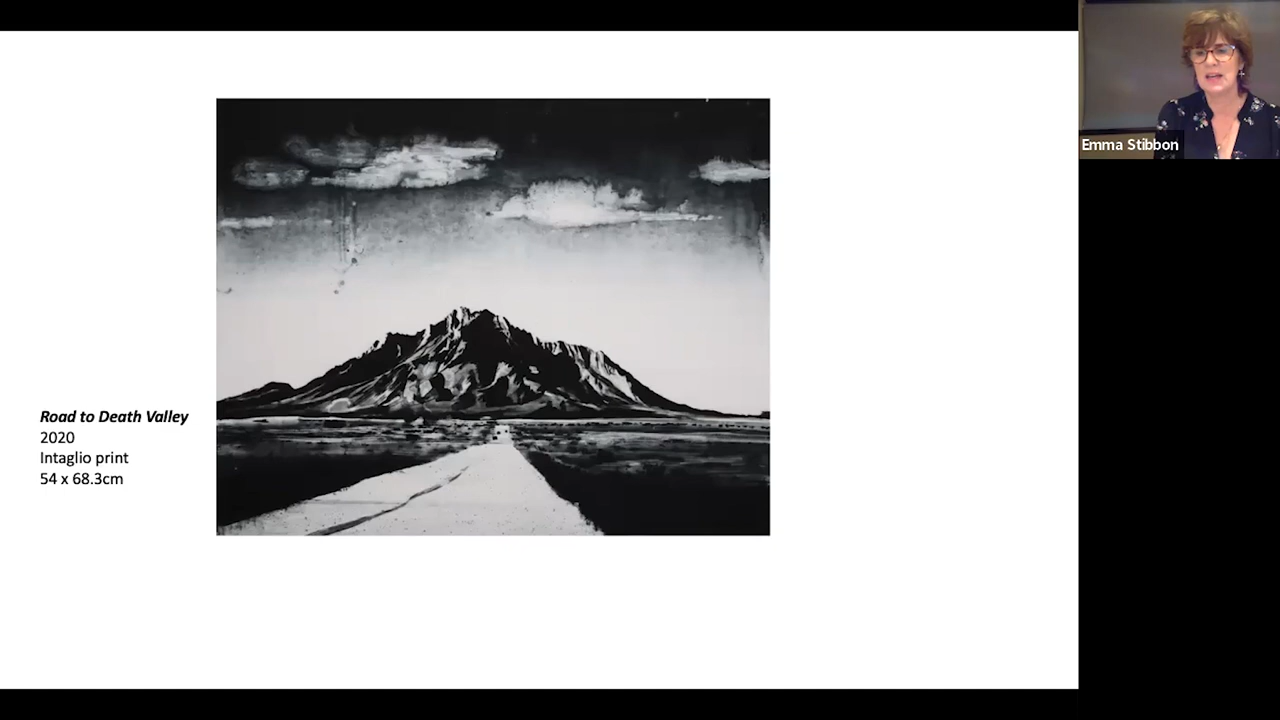 Road to Death Valley
2020
Intaglio print
54 x 68.3cm
Emma Stibbon